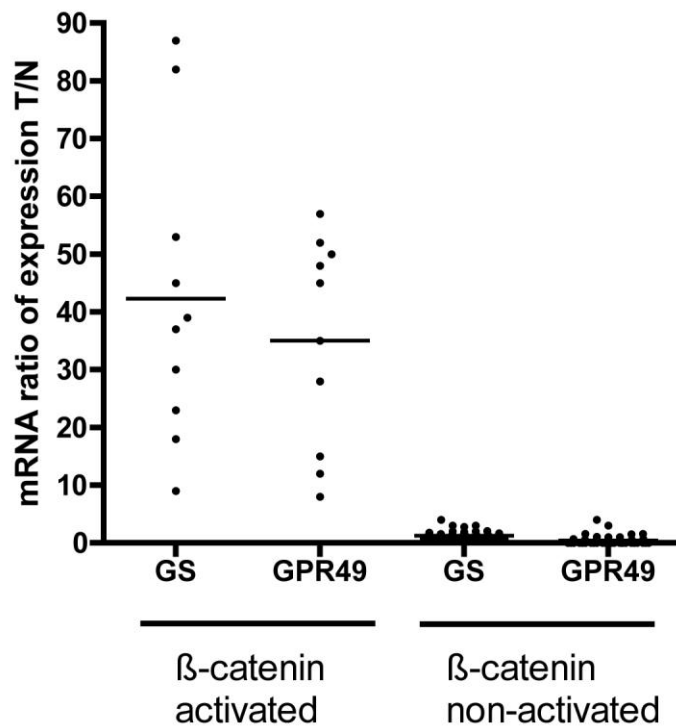 mRNA ratio of expression T/N
90
80
70
60
50
40
30
20
10
0
GS GPR49 GS GPR49
ß-catenin ß-catenin
activated non-activated